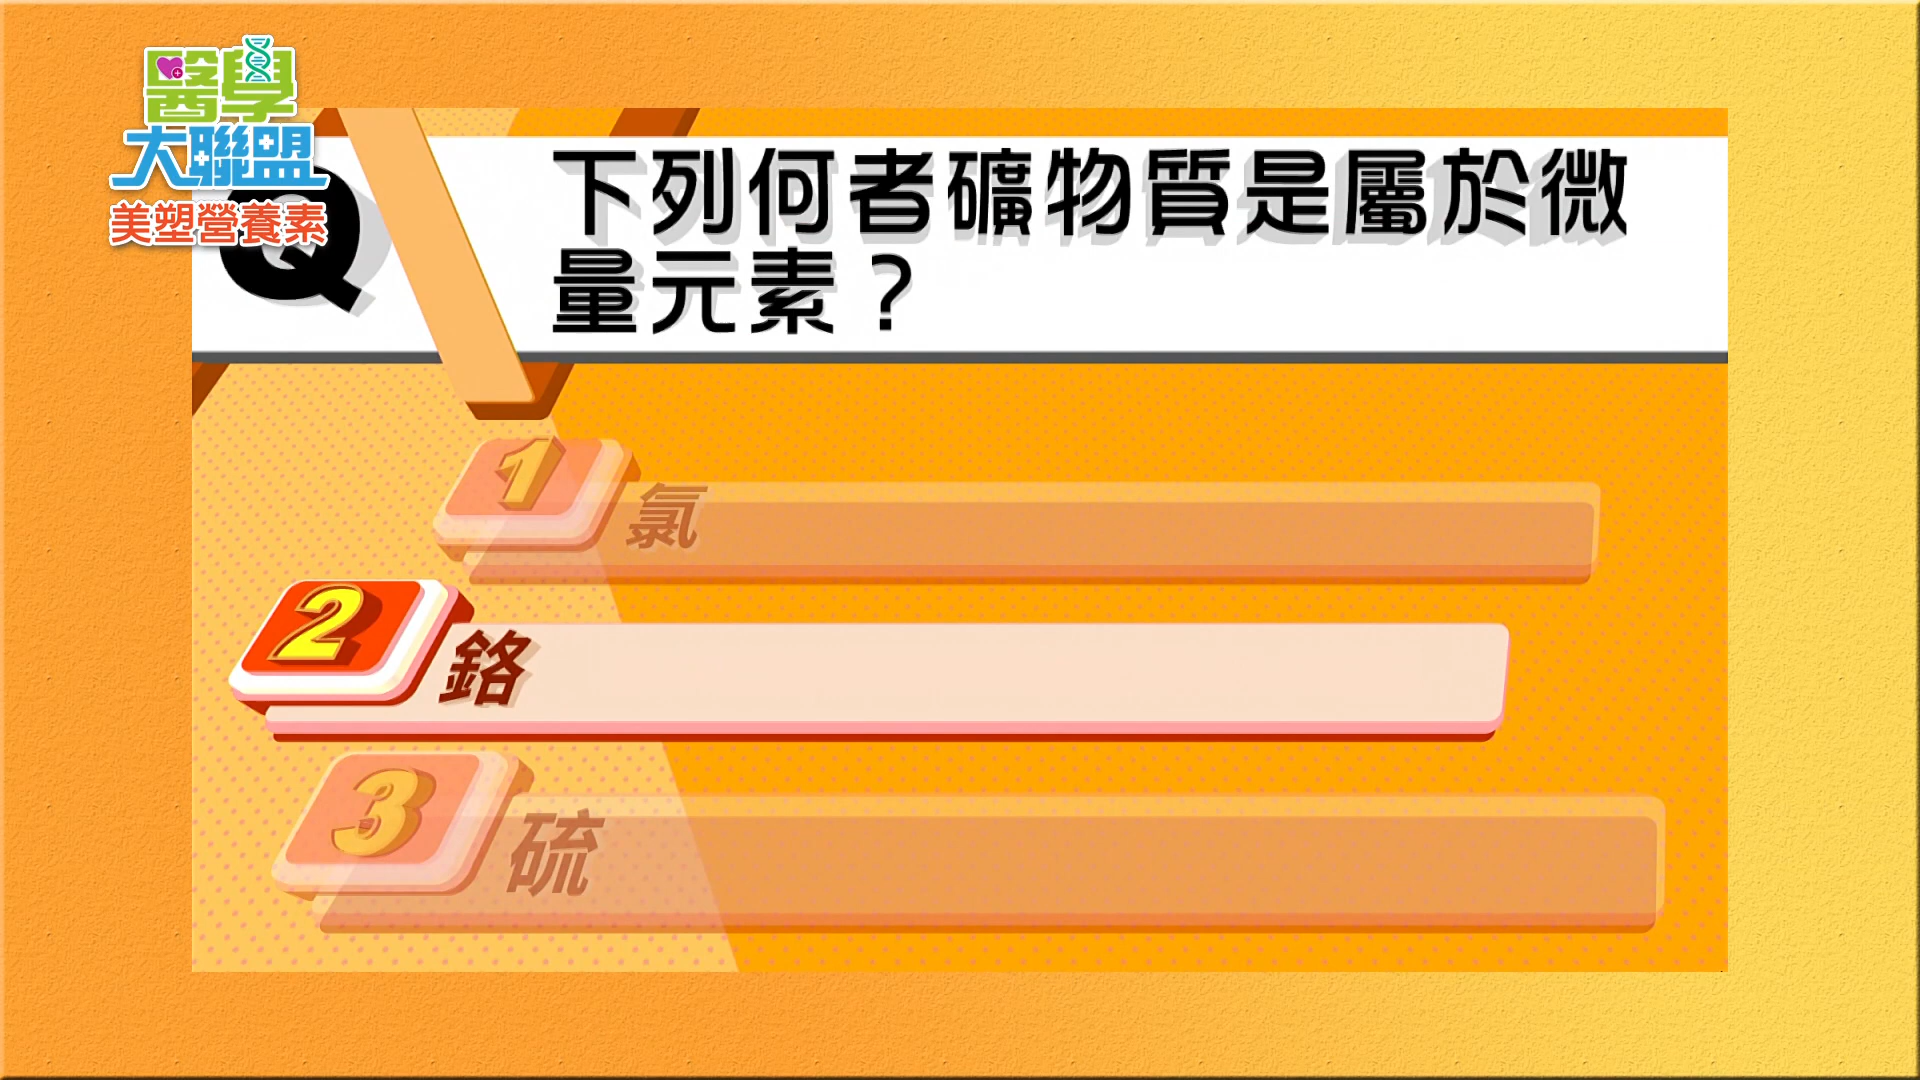 醫學
大聯盟
美塑營養素
Q
下列何者礦物質是屬於微
量元素？
1 氯
2 鉻
3 硫